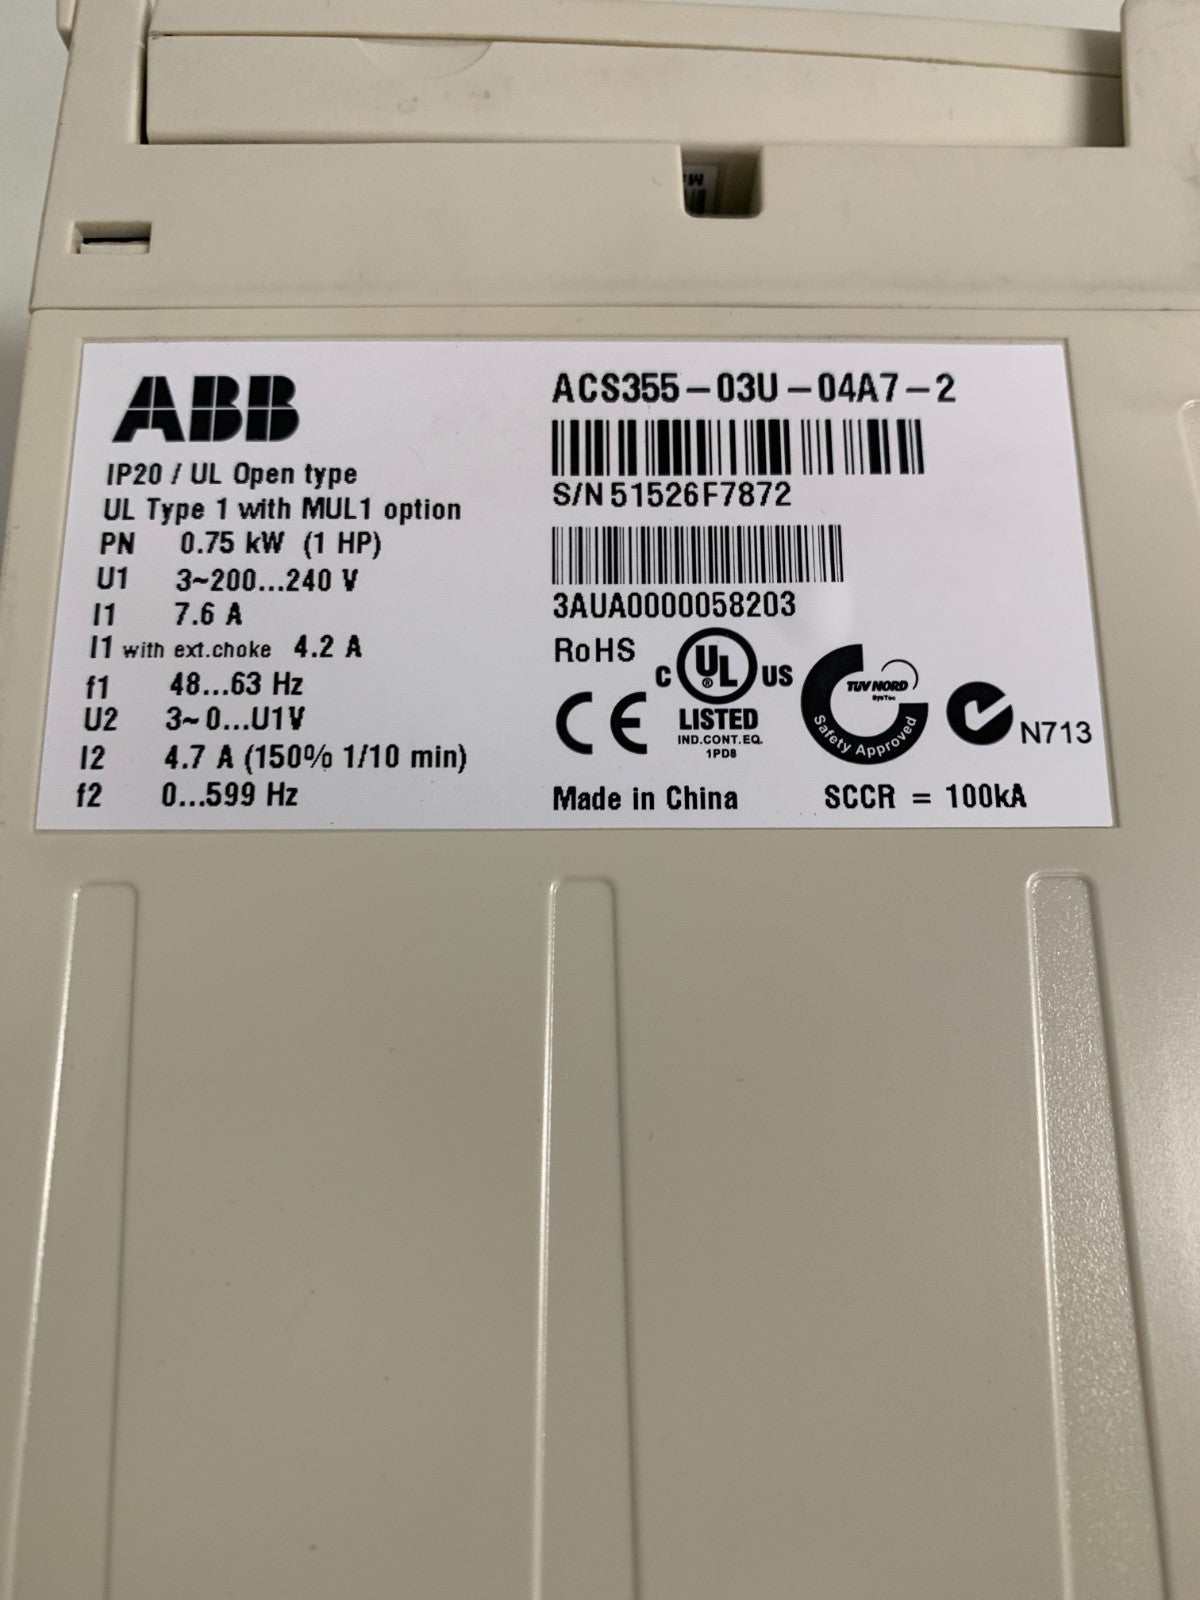 ABB
IP20 / UL Open type
UL Type 1 with MUL1 option
PN 0.75 kW (1 HP)
U1 3~200...240 V
I1 7.6 A
I1 with ext.choke 4.2 A
f1 48...63 Hz
U2 3~0...U1V
I2 4.7 A (150% 1/10 min)
f2 0...599 Hz
ACS355-03U-04A7-2
S/N 51526F7872
3AUA0000058203
RoHS
C UL ® US
LISTED
IND.CONT.EQ.
1PD8
CE
TÜV NORD
SysTec
Safety Approved
N713
Made in China
SCCR = 100kA